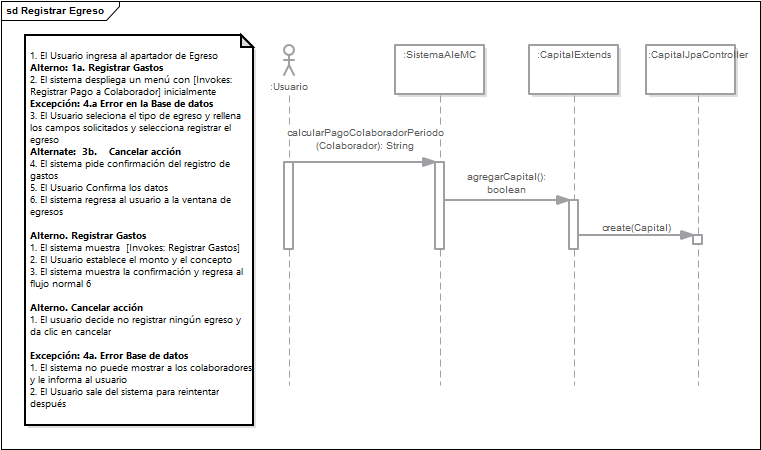 sd Registrar Egreso
1. El Usuario ingresa al apartador de Egreso
Alterno: 1a. Registrar Gastos
2. El sistema despliega un menú con [Invokes:
Registrar Pago a Colaborador] inicialmente
Excepción: 4.a Error en la Base de datos
3. El Usuario seleciona el tipo de egreso y rellena
los campos solicitados y selecciona registrar el
egreso
Alternate: 3b. Cancelar acción
4. El sistema pide confirmación del registro de
gastos
5. El Usuario Confirma los datos
6. El sistema regresa al usuario a la ventana de
egresos
Alterno. Registrar Gastos
1. El sistema muestra [Invokes: Registrar Gastos]
2. El Usuario establece el monto y el concepto
3. El sistema muestra la confirmación y regresa al
flujo normal 6
Alterno. Cancelar acción
1. El usuario decide no registrar ningún egreso y
da clic en cancelar
Excepción: 4a. Error Base de datos
1. El sistema no puede mostrar a los colaboradores
y le informa al usuario
2. El Usuario sale del sistema para reintentar
después
:Usuario
:SistemaAleMC
:CapitalExtends
:CapitalJpaController
calcularPagoColaboradorPeriodo
(Colaborador): String
agregarCapital():
boolean
create(Capital)